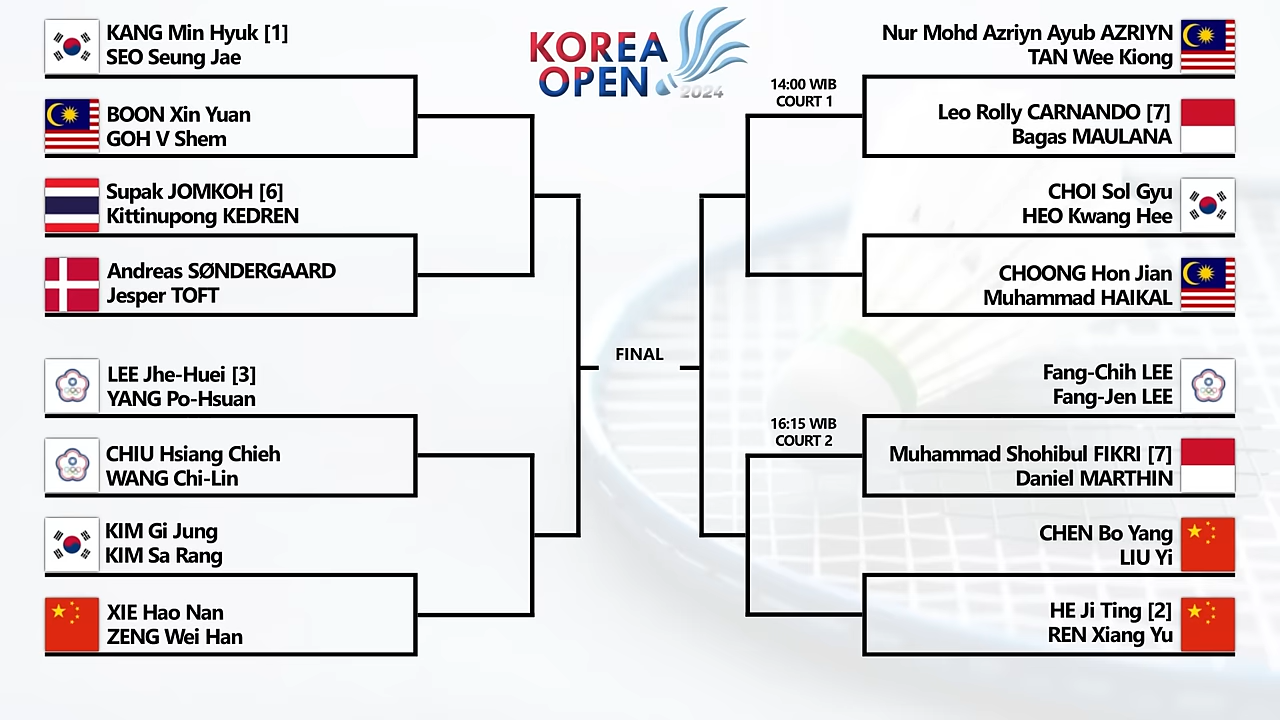 KANG Min Hyuk [1]
SEO Seung Jae
BOON Xin Yuan
GOH V Shem
Supak JOMKOH [6]
Kittinupong KEDREN
Andreas SØNDERGAARD
Jesper TOFT
LEE Jhe-Huei [3]
YANG Po-Hsuan
CHIU Hsiang Chieh
WANG Chi-Lin
KIM Gi Jung
KIM Sa Rang
XIE Hao Nan
ZENG Wei Han
KOREA
OPEN
2024
FINAL
14:00 WIB
COURT 1
16:15 WIB
COURT 2
Nur Mohd Azriyn Ayub AZRIYN
TAN Wee Kiong
Leo Rolly CARNANDO [7]
Bagas MAULANA
CHOI Sol Gyu
HEO Kwang Hee
CHOONG Hon Jian
Muhammad HAIKAL
Fang-Chih LEE
Fang-Jen LEE
Muhammad Shohibul FIKRI [7]
Daniel MARTHIN
CHEN Bo Yang
LIU Yi
HE Ji Ting [2]
REN Xiang Yu